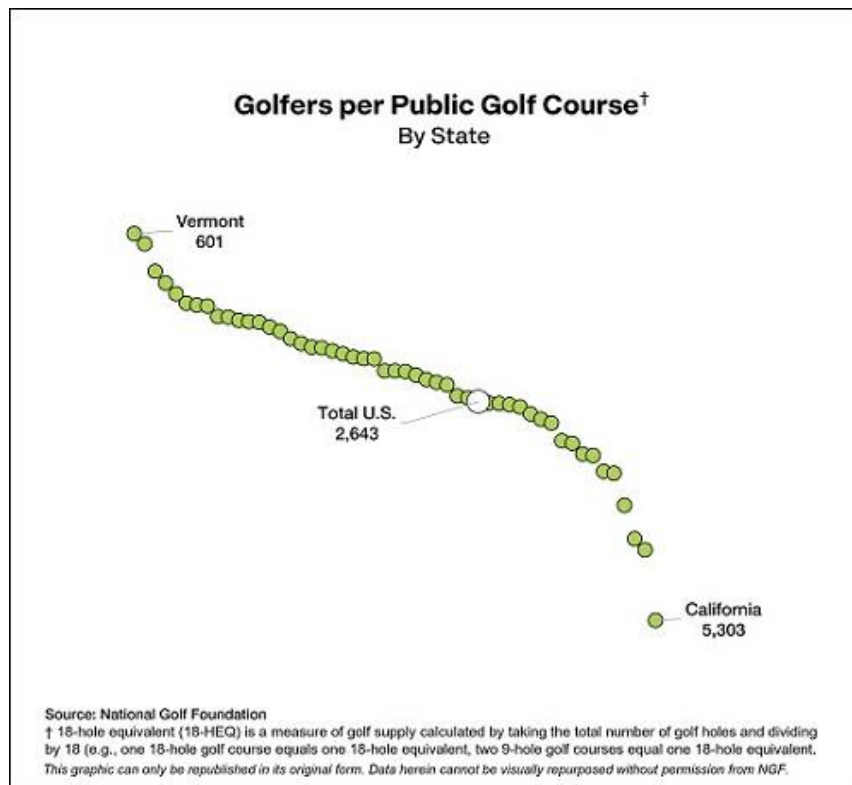 Golfers per Public Golf Course†
By State
Vermont
601
Total U.S.
2,643
California
5,303
Source: National Golf Foundation
† 18-hole equivalent (18-HEQ) is a measure of golf supply calculated by taking the total number of golf holes and dividing
by 18 (e.g., one 18-hole golf course equals one 18-hole equivalent, two 9-hole golf courses equal one 18-hole equivalent.
This graphic can only be republished in its original form. Data herein cannot be visually repurposed without permission from NGF.